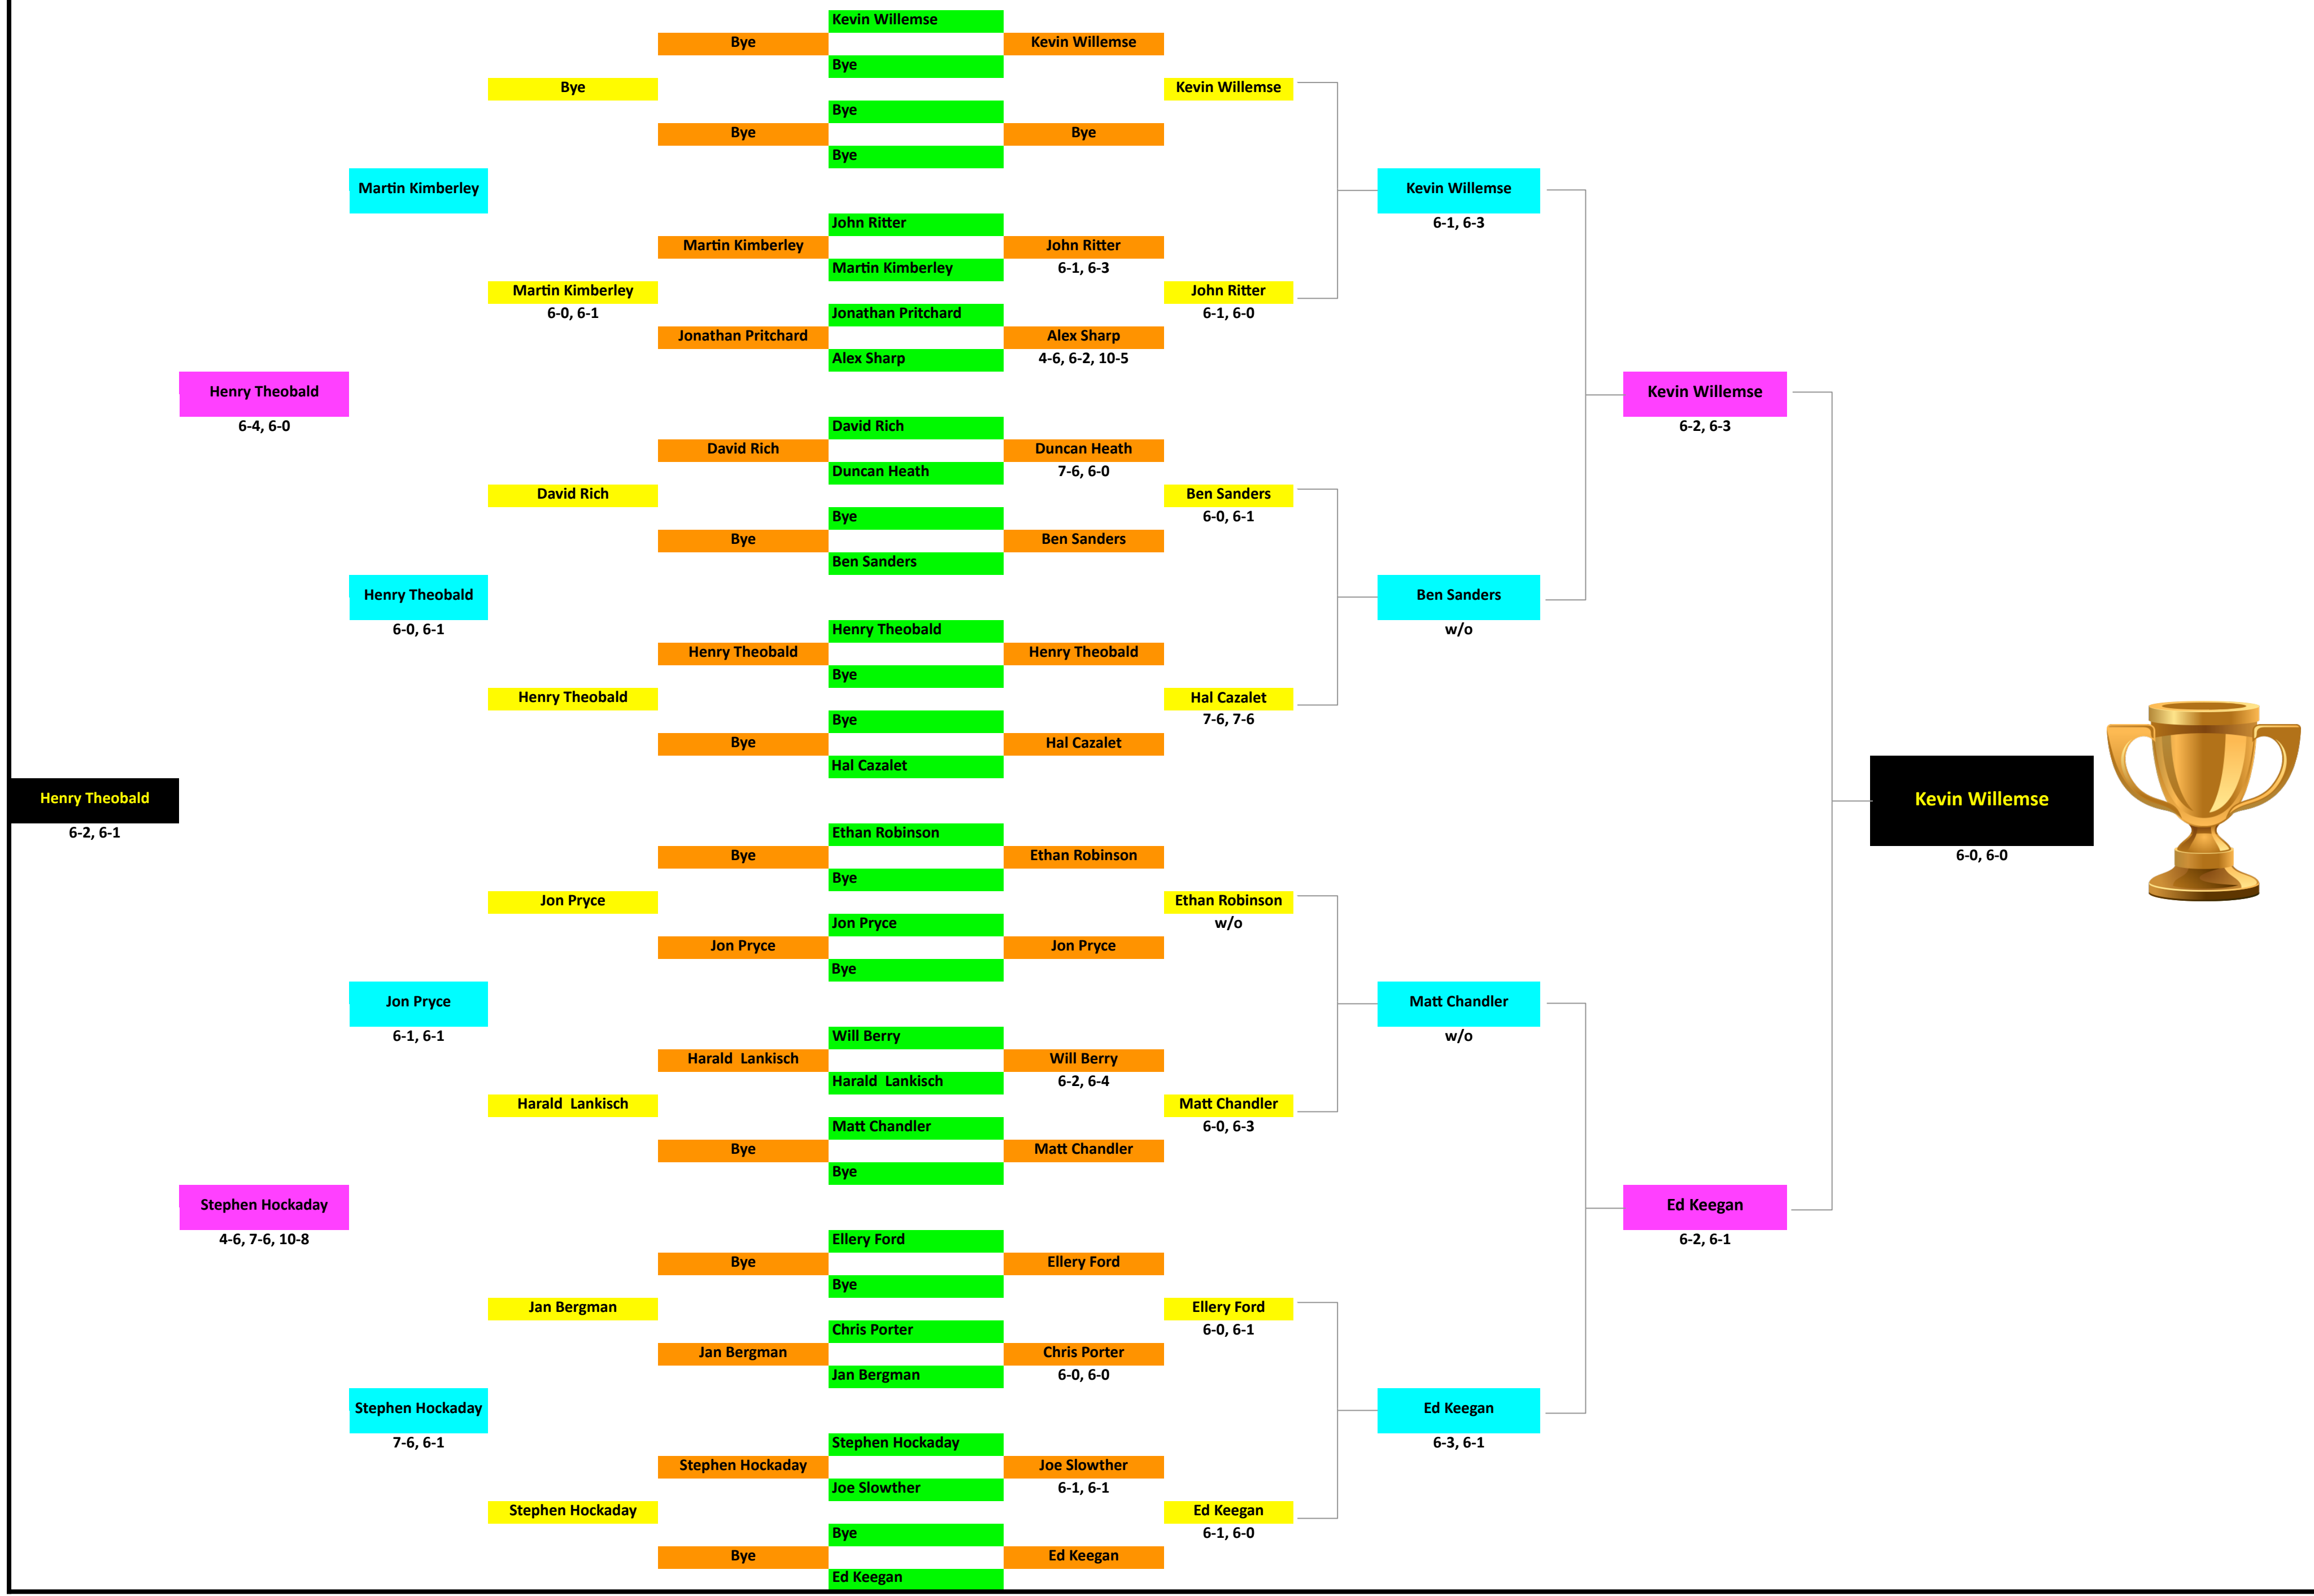 Kevin Willemse
Bye Kevin Willemse
Bye
Bye Kevin Willemse
Bye
Bye Bye
Bye
Martin Kimberley Kevin Willemse
John Ritter 6-1, 6-3
Martin Kimberley John Ritter
Martin Kimberley 6-1, 6-3
Martin Kimberley John Ritter
6-0, 6-1 Jonathan Pritchard 6-1, 6-0
Jonathan Pritchard Alex Sharp
Alex Sharp 4-6, 6-2, 10-5
Henry Theobald Kevin Willemse
6-4, 6-0 David Rich 6-2, 6-3
David Rich Duncan Heath
Duncan Heath 7-6, 6-0
David Rich Ben Sanders
Bye 6-0, 6-1
Bye Ben Sanders
Ben Sanders
Henry Theobald Ben Sanders
6-0, 6-1 Henry Theobald w/o
Henry Theobald Henry Theobald
Bye
Henry Theobald Hal Cazalet
Bye 7-6, 7-6
Bye Hal Cazalet
Hal Cazalet
Henry Theobald Kevin Willemse
6-2, 6-1 Ethan Robinson
Bye Ethan Robinson 6-0, 6-0
Bye
Jon Pryce Ethan Robinson
Jon Pryce w/o
Jon Pryce Jon Pryce
Bye
Jon Pryce Matt Chandler
6-1, 6-1 Will Berry w/o
Harald  Lankisch Will Berry
Harald  Lankisch 6-2, 6-4
Harald  Lankisch Matt Chandler
Matt Chandler 6-0, 6-3
Bye Matt Chandler
Bye
Stephen Hockaday Ed Keegan
4-6, 7-6, 10-8 Ellery Ford 6-2, 6-1
Bye Ellery Ford
Bye
Jan Bergman Ellery Ford
Chris Porter 6-0, 6-1
Jan Bergman Chris Porter
Jan Bergman 6-0, 6-0
Stephen Hockaday Ed Keegan
7-6, 6-1 Stephen Hockaday 6-3, 6-1
Stephen Hockaday Joe Slowther
Joe Slowther 6-1, 6-1
Stephen Hockaday Ed Keegan
Bye 6-1, 6-0
Bye Ed Keegan
Ed Keegan